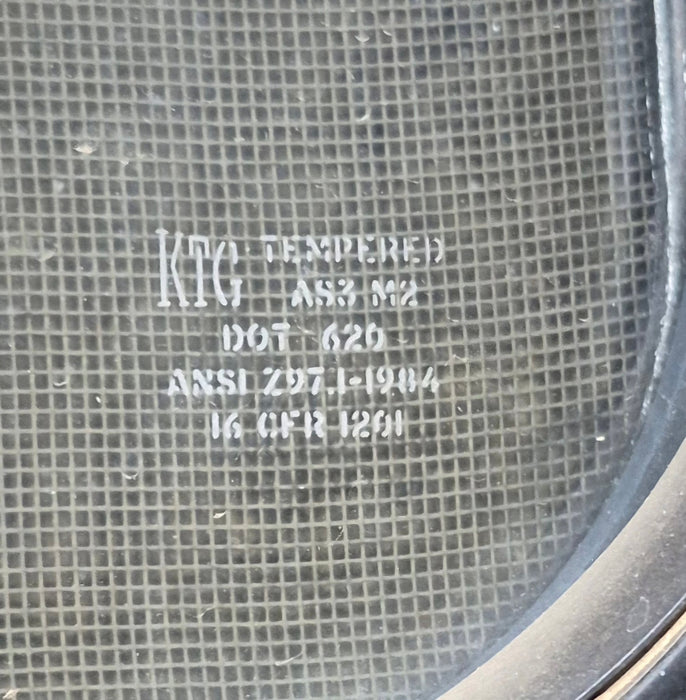 KTG TEMPERED
AS3 M2
DOT 620
ANSI Z97.1-1984
16 CFR 1201